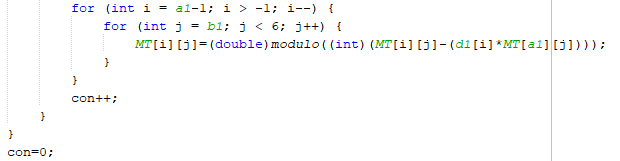 for (int i = a1-1; i > -1; i--) {
for (int j = b1; j < 6; j++) {
MT[i][j]=(double)modulo((int)(MT[i][j]-(d1[i]*MT[a1][j])));
}
}
con++;
}
}
con=0;